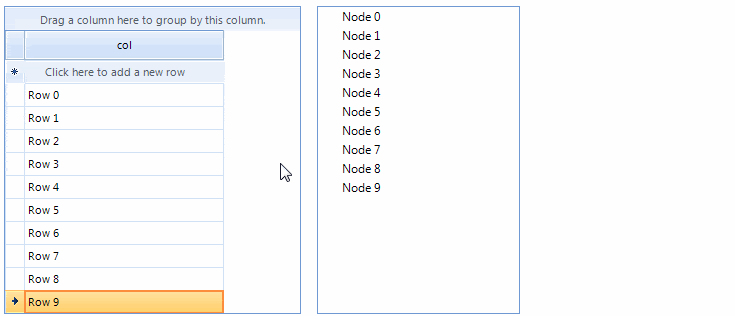 Drag a column here to group by this column.
col
Click here to add a new row
Row 0
Row 1
Row 2
Row 3
Row 4
Row 5
Row 6
Row 7
Row 8
Row 9
Node 0
Node 1
Node 2
Node 3
Node 4
Node 5
Node 6
Node 7
Node 8
Node 9